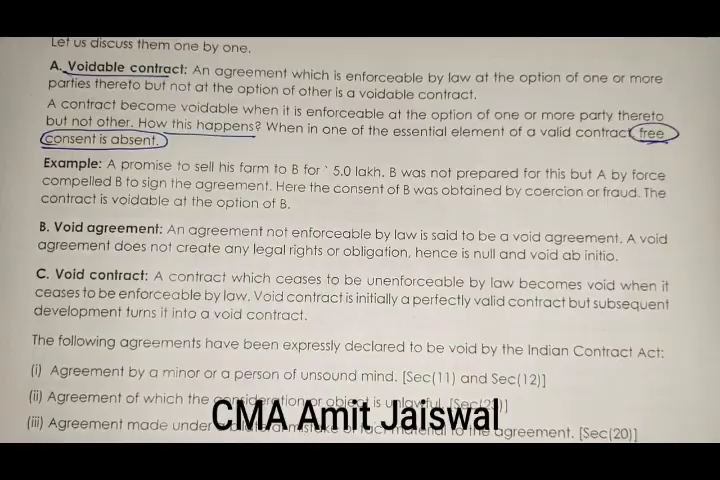 Let us discuss them one by one.
A. Voidable contract: An agreement which is enforceable by law at the option of one or more
parties thereto but not at the option of other is a voidable contract.
A contract become voidable when it is enforceable at the option of one or more party thereto
but not other. How this happens? When in one of the essential element of a valid contract free
consent is absent.
Example: A promise to sell his farm to B for ` 5.0 lakh. B was not prepared for this but A by force
compelled B to sign the agreement. Here the consent of B was obtained by coercion or fraud. The
contract is voidable at the option of B.
B. Void agreement: An agreement not enforceable by law is said to be a void agreement. A void
agreement does not create any legal rights or obligation, hence is null and void ab initio.
C. Void contract: A contract which ceases to be unenforceable by law becomes void when it
ceases to be enforceable by law. Void contract is initially a perfectly valid contract but subsequent
development turns it into a void contract.
The following agreements have been expressly declared to be void by the Indian Contract Act:
(i) Agreement by a minor or a person of unsound mind. [Sec(11) and Sec(12)]
(ii) Agreement of which the consideration or object is unlawful.
CMA Amit Jaiswal
(iii) Agreement made under a bilateral mistake of fact material to the agreement. [Sec(20)]